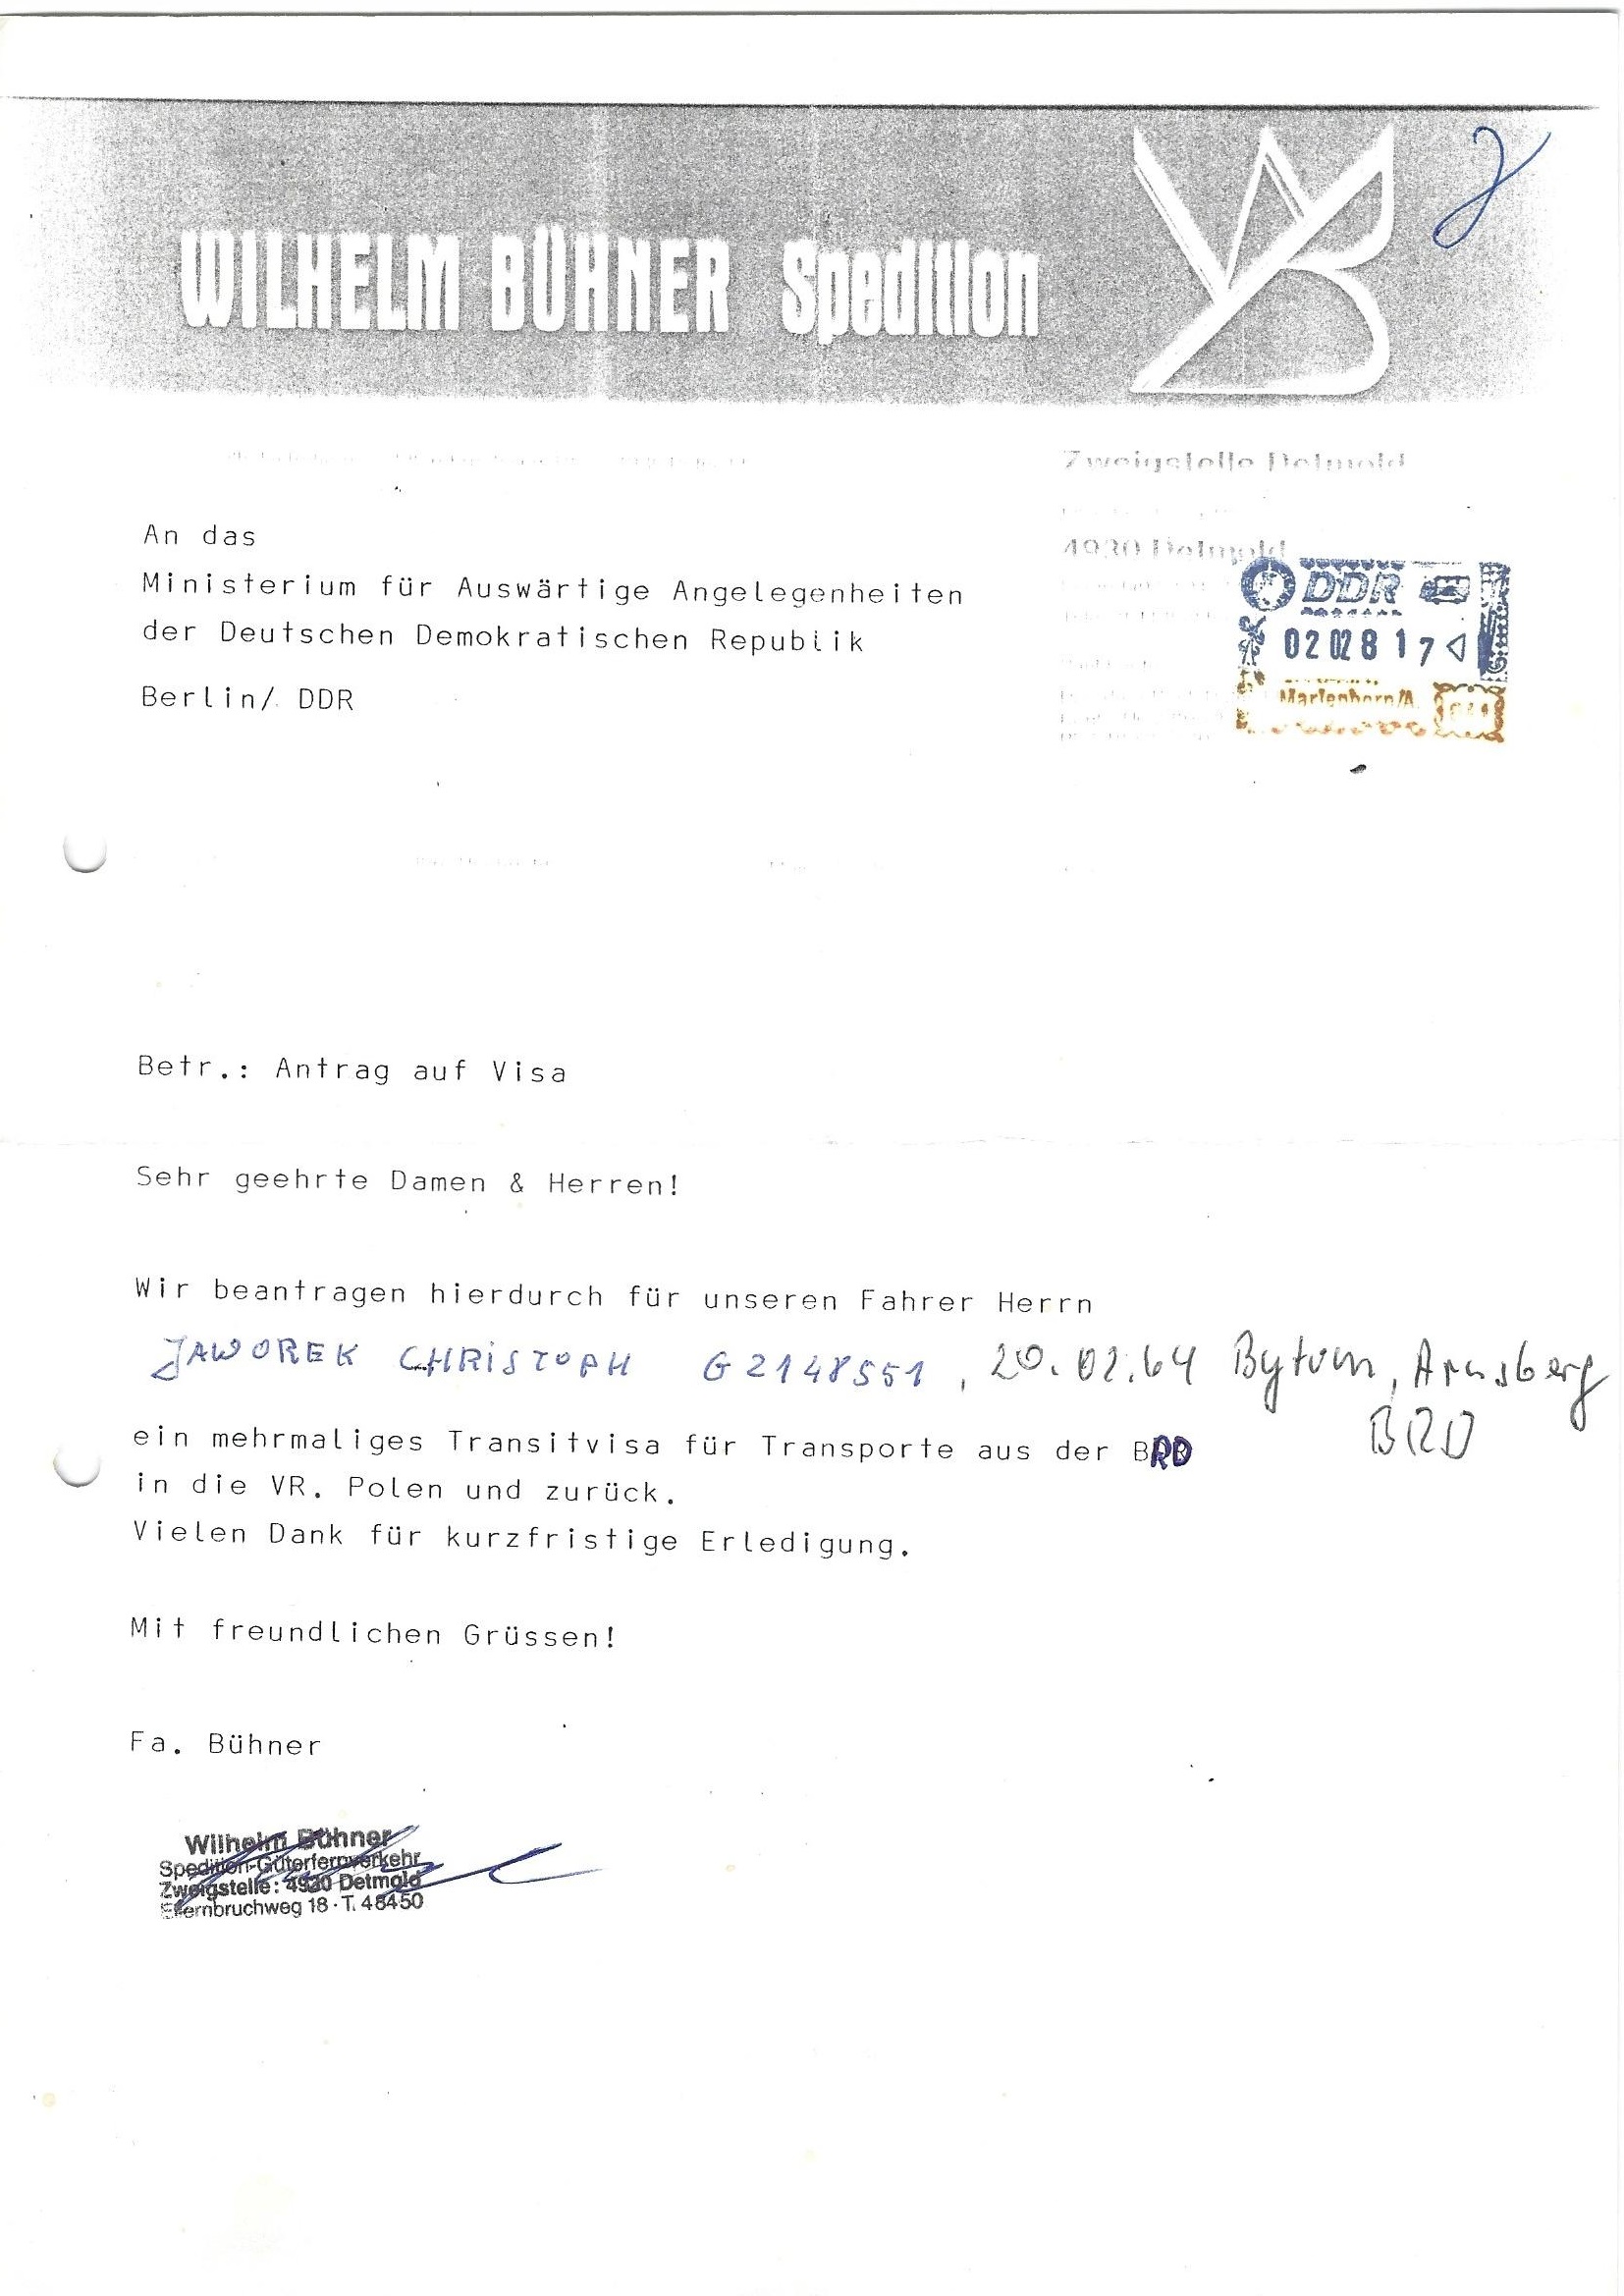 WILHELM BÜHNER Spedition
Zweigstelle Detmold
4930 Detmold
An das
Ministerium für Auswärtige Angelegenheiten
der Deutschen Demokratischen Republik
Berlin/ DDR
DDR
02 02 8 1 7
Marienborn/A
Betr.: Antrag auf Visa
Sehr geehrte Damen & Herren!
Wir beantragen hierdurch für unseren Fahrer Herrn
JAWOREK CHRISTOPH G2148551, 20.02.64 Bytom, Arnsberg
BRD
ein mehrmaliges Transitvisa für Transporte aus der BRD
in die VR. Polen und zurück.
Vielen Dank für kurzfristige Erledigung.
Mit freundlichen Grüssen!
Fa. Bühner
Wilhelm Bühner
Spedition-Güterfernverkehr
Zweigstelle: 4930 Detmold
Ellernbruchweg 18 · T. 48450